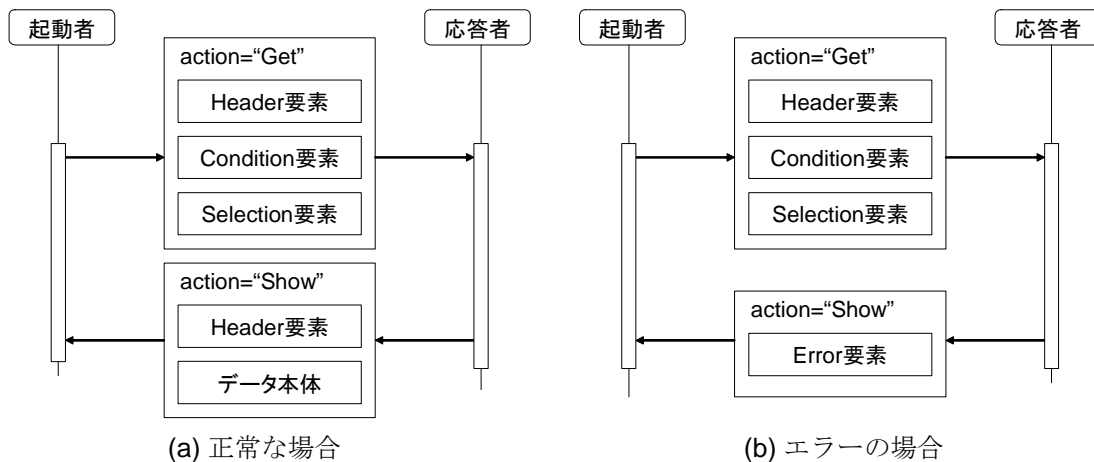 起動者
応答者
action=“Get”
Header要素
Condition要素
Selection要素
action=“Show”
Header要素
データ本体
(a) 正常な場合
起動者
応答者
action=“Get”
Header要素
Condition要素
Selection要素
action=“Show”
Error要素
(b) エラーの場合